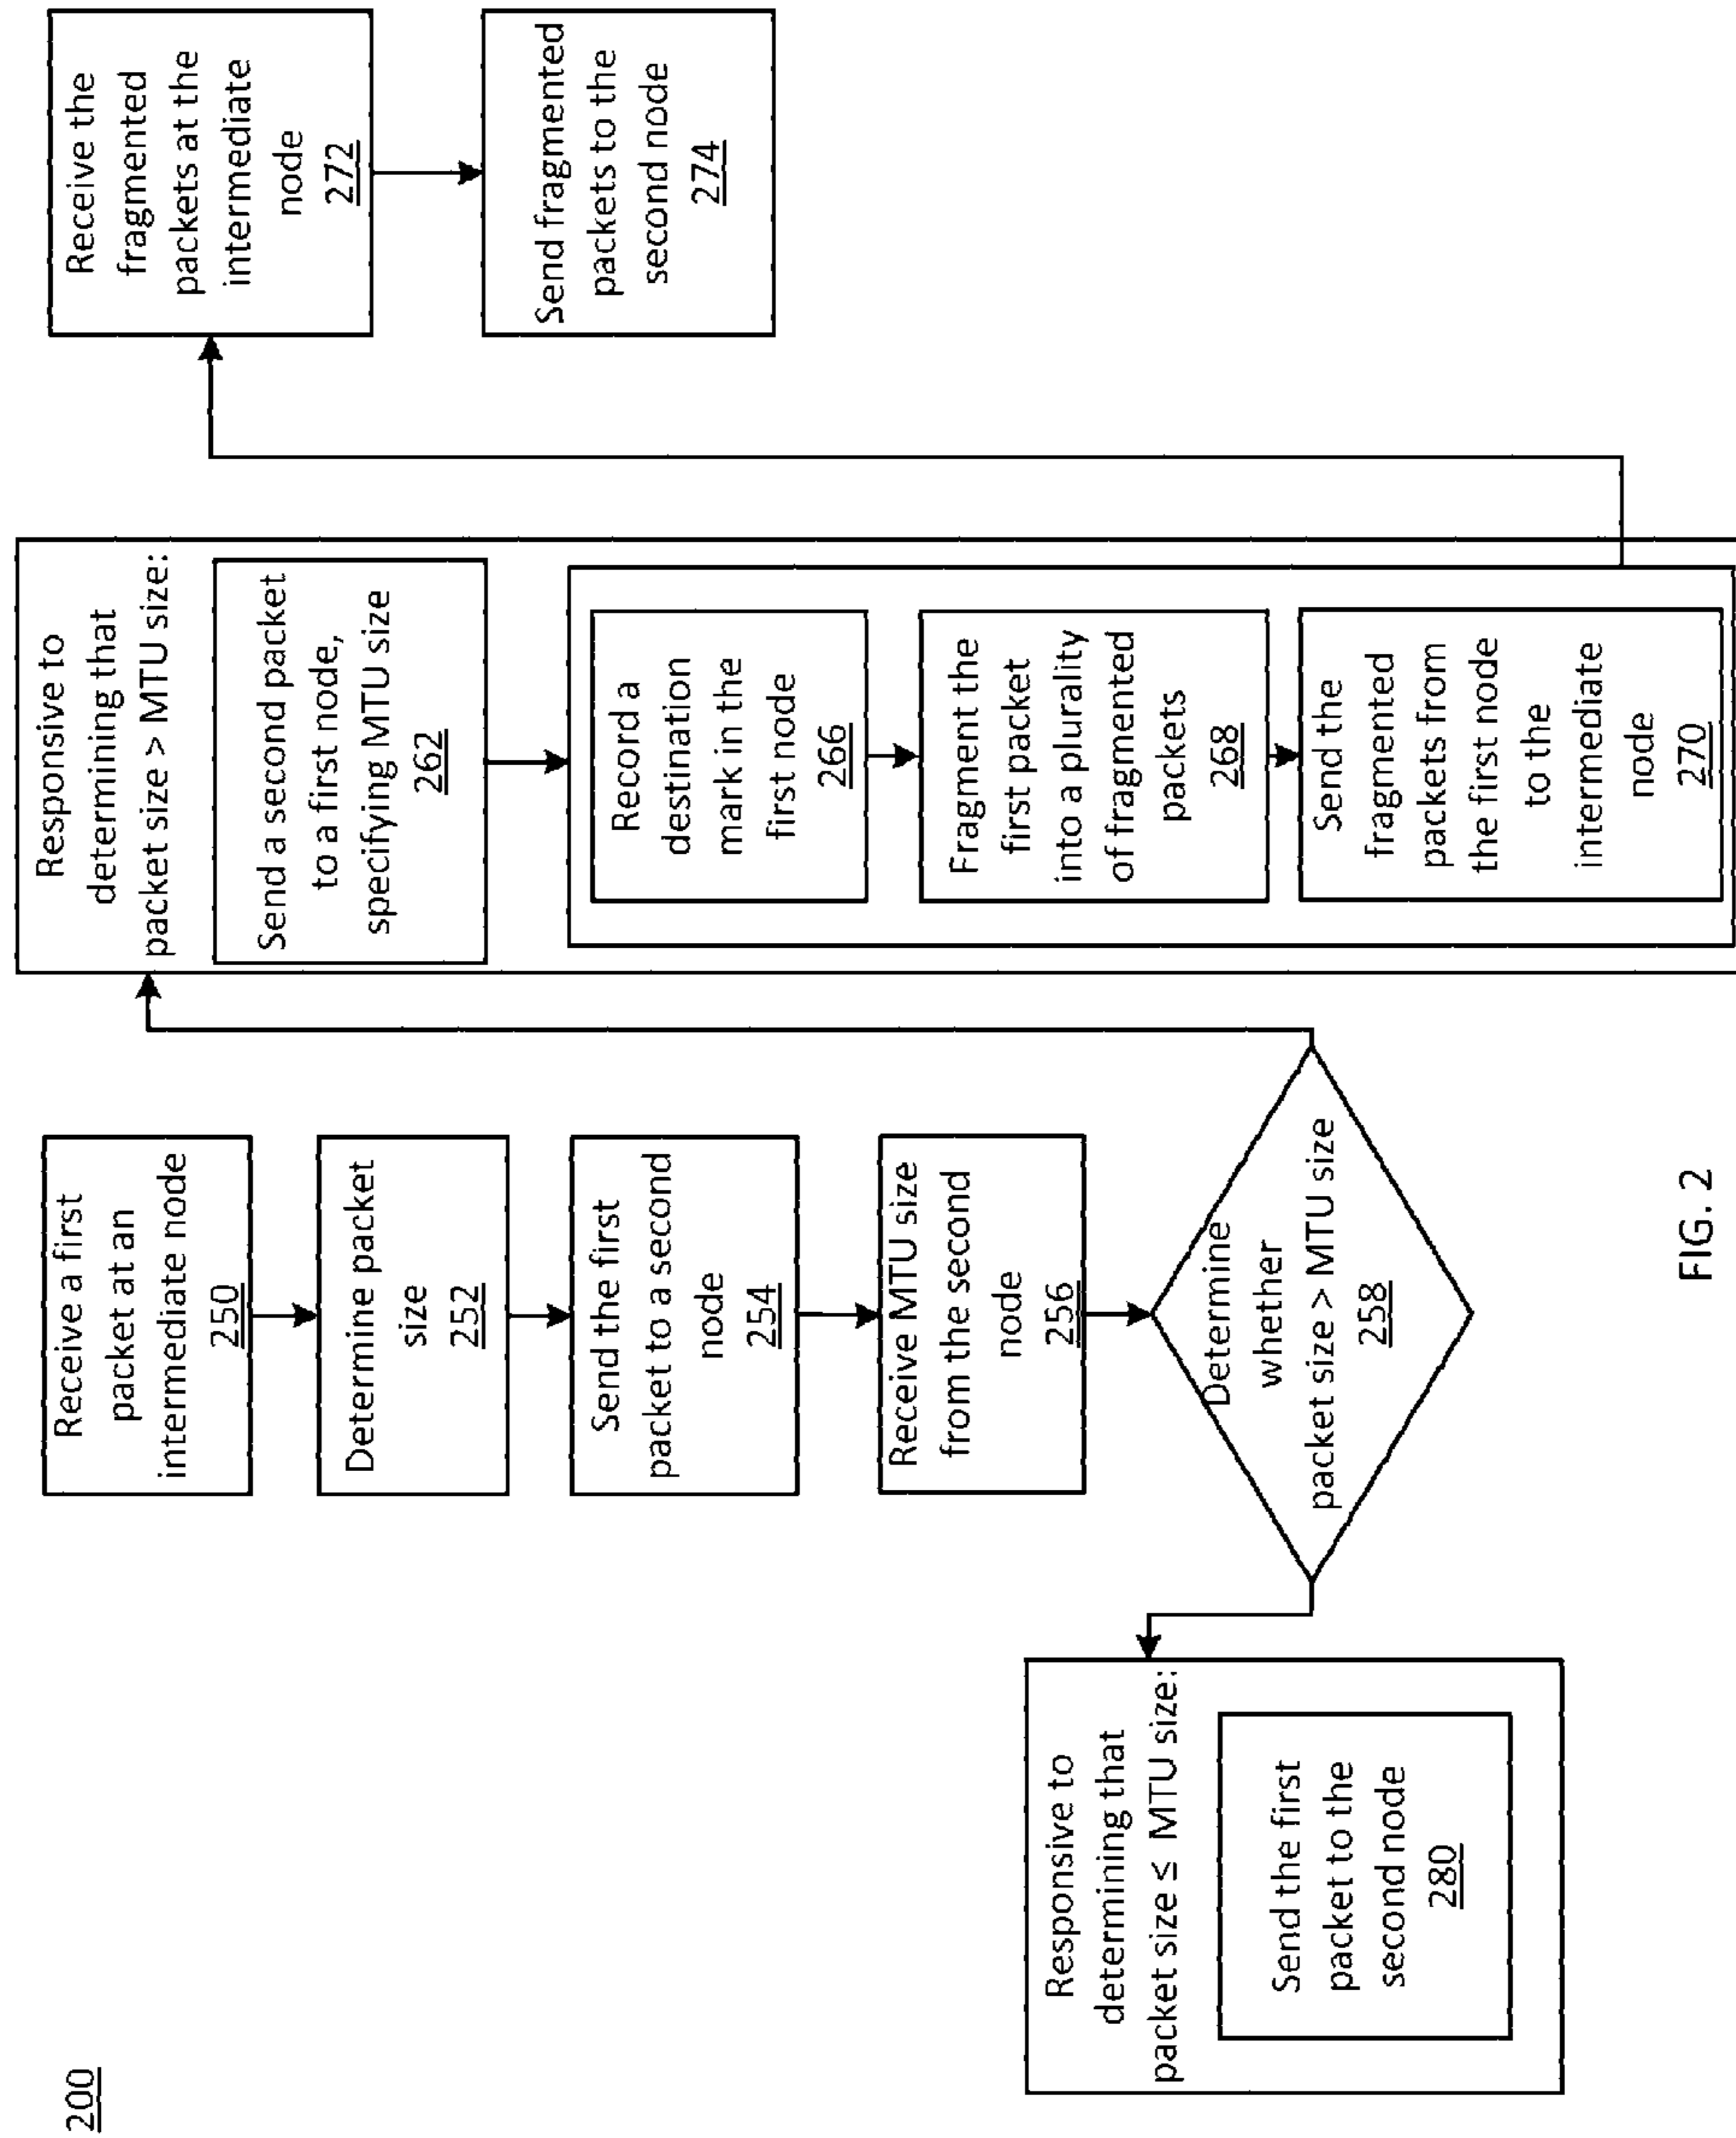 200
Receive a first
packet at an
intermediate node
250
Determine packet
size
252
Send the first
packet to a second
node
254
Receive MTU size
from the second
node
256
Determine
whether
packet size > MTU size
258
Responsive to
determining that
packet size ≤ MTU size:
Send the first
packet to the
second node
280
Responsive to
determining that
packet size > MTU size:
Send a second packet
to a first node,
specifying MTU size
262
Record a
destination
mark in the
first node
266
Fragment the
first packet
into a plurality
of fragmented
packets
268
Send the
fragmented
packets from
the first node
to the
intermediate
node
270
Receive the
fragmented
packets at the
intermediate
node
272
Send fragmented
packets to the
second node
274
FIG. 2